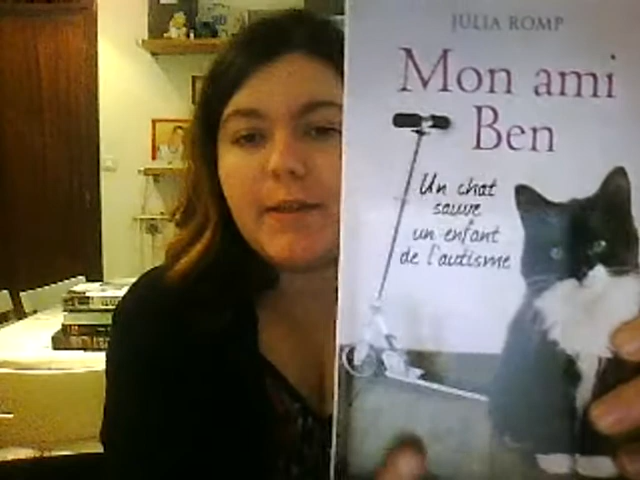 JULIA ROMP
Mon ami
Ben
Un chat
sauve
un enfant
de l'autisme